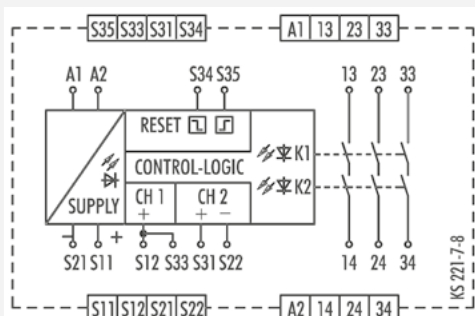 S35 S33 S31 S34 A1 13 23 33
A1 A2 S34 S35 13 23 33
RESET
K1
CONTROL-LOGIC
K2
SUPPLY CH 1 CH 2
+ + −
− +
S21 S11 S12 S33 S31 S22 14 24 34
S11 S12 S21 S22 A2 14 24 34
KS 221-7-8